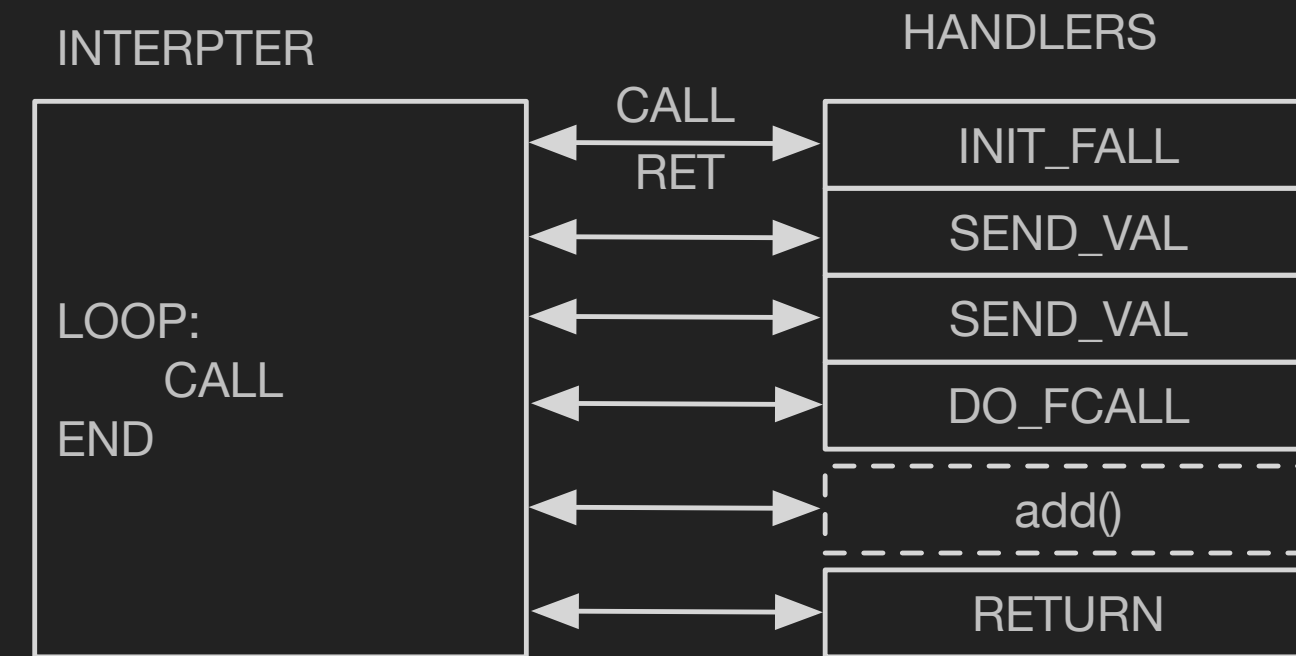 INTERPTER
HANDLERS
CALL
RET
INIT_FALL
SEND_VAL
SEND_VAL
DO_FCALL
add()
RETURN
LOOP:
CALL
END